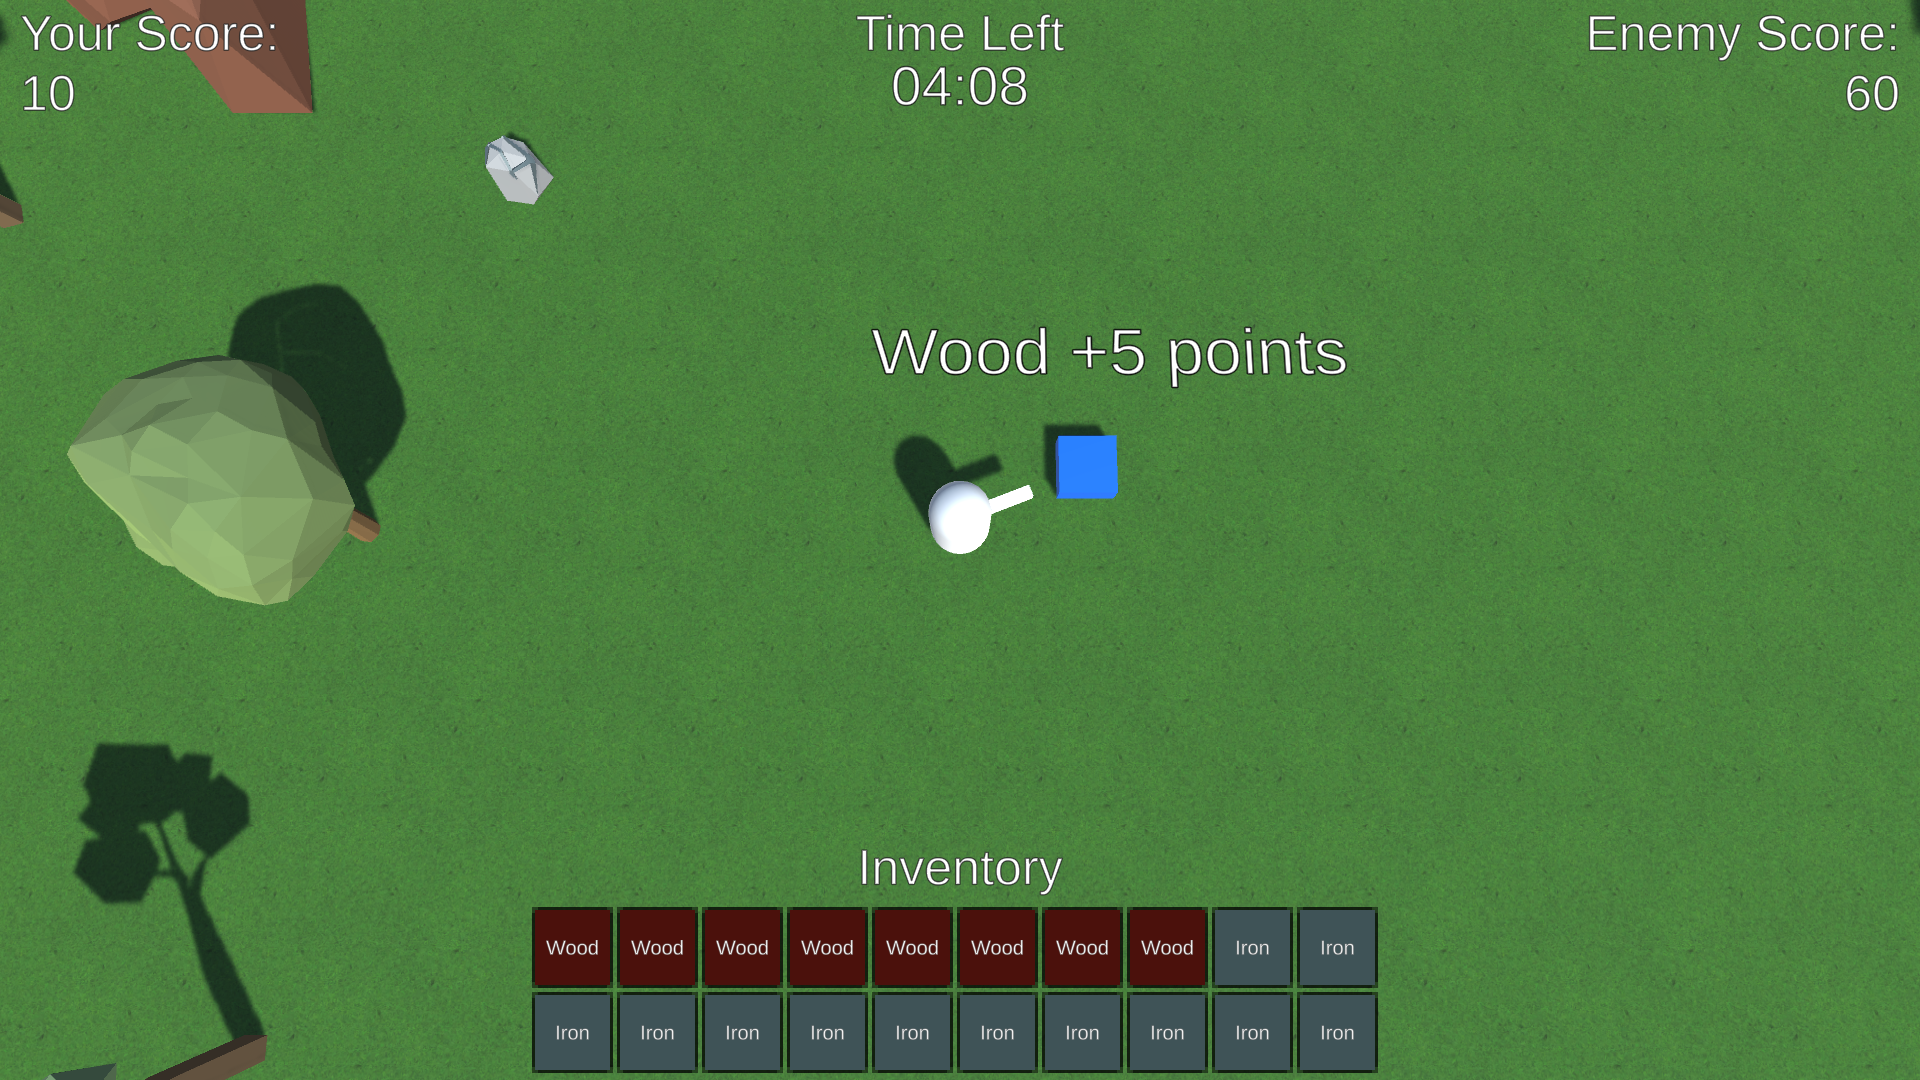 Your Score:
10
Time Left
04:08
Enemy Score:
60
Wood +5 points
Inventory
Wood Wood Wood Wood Wood Wood Wood Wood Iron Iron
Iron Iron Iron Iron Iron Iron Iron Iron Iron Iron